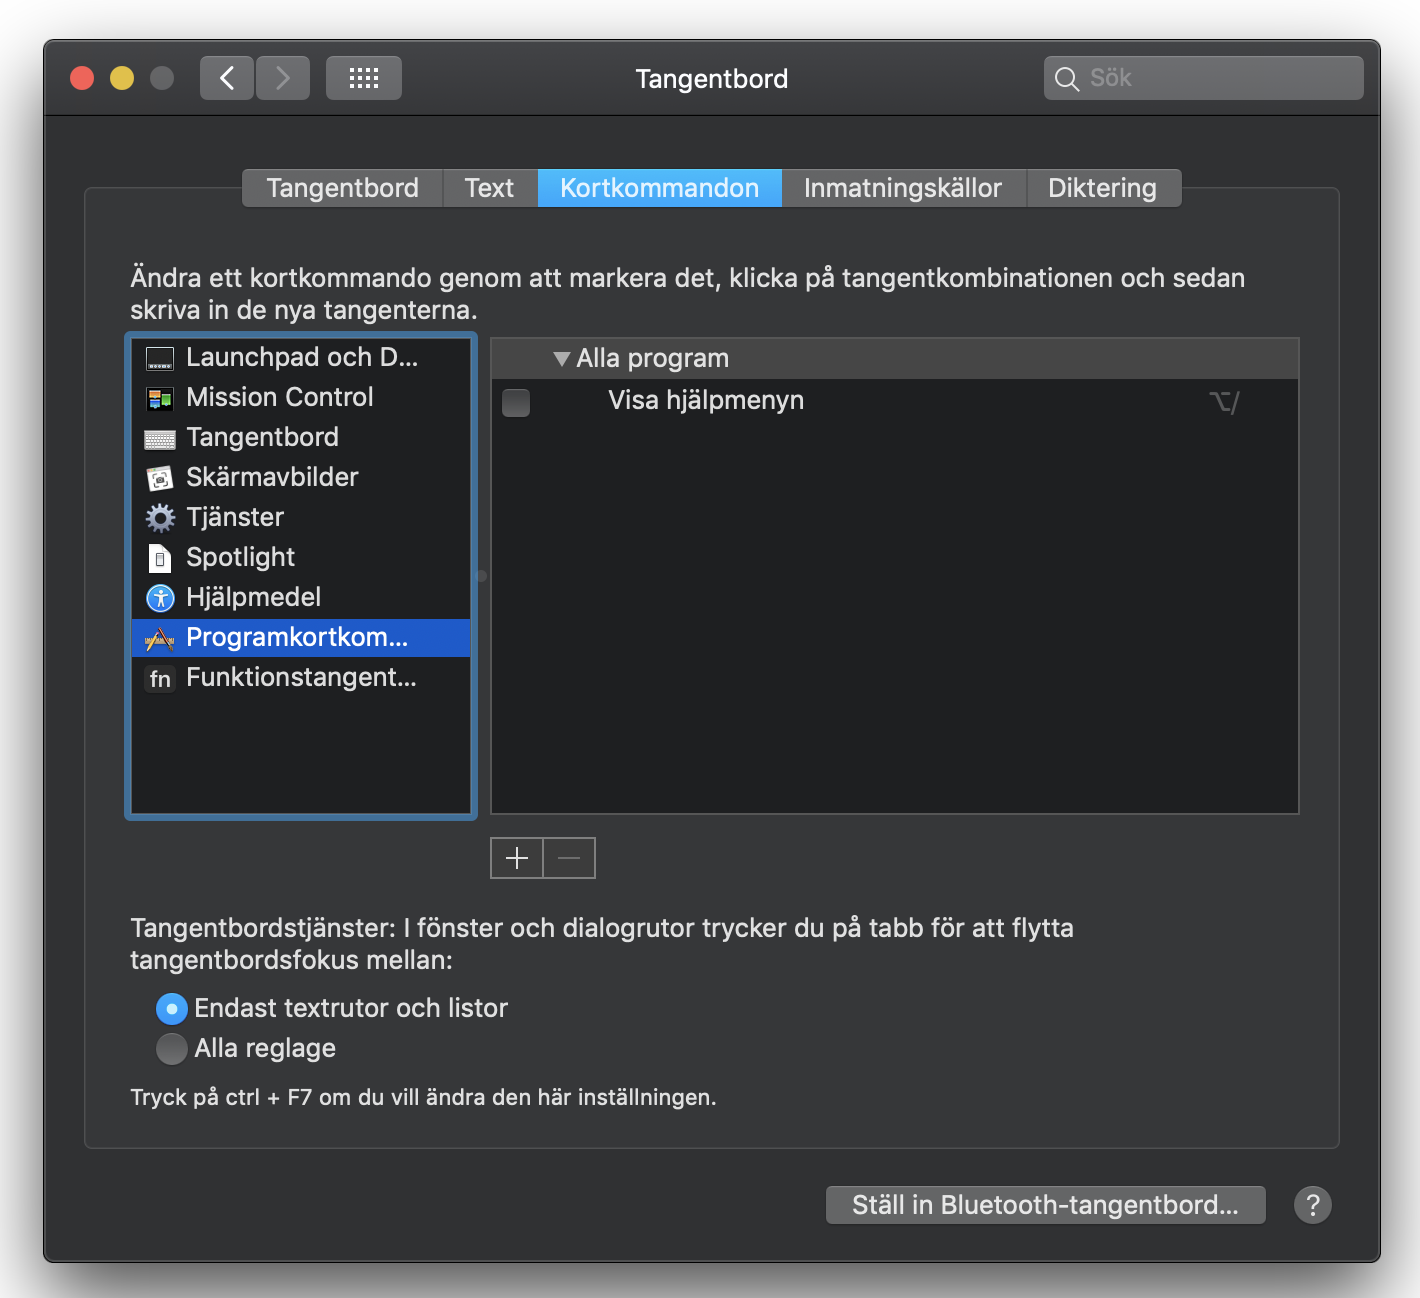 Tangentbord
Sök
Tangentbord
Text
Kortkommandon
Inmatningskällor
Diktering
Ändra ett kortkommando genom att markera det, klicka på tangentkombinationen och sedan
skriva in de nya tangenterna.
Launchpad och D...
Mission Control
Tangentbord
Skärmavbilder
Tjänster
Spotlight
Hjälpmedel
Programkortkom...
fn Funktionstangent...
Alla program
Visa hjälpmenyn ⌥/
Tangentbordstjänster: I fönster och dialogrutor trycker du på tabb för att flytta
tangentbordsfokus mellan:
Endast textrutor och listor
Alla reglage
Tryck på ctrl + F7 om du vill ändra den här inställningen.
Ställ in Bluetooth-tangentbord... ?